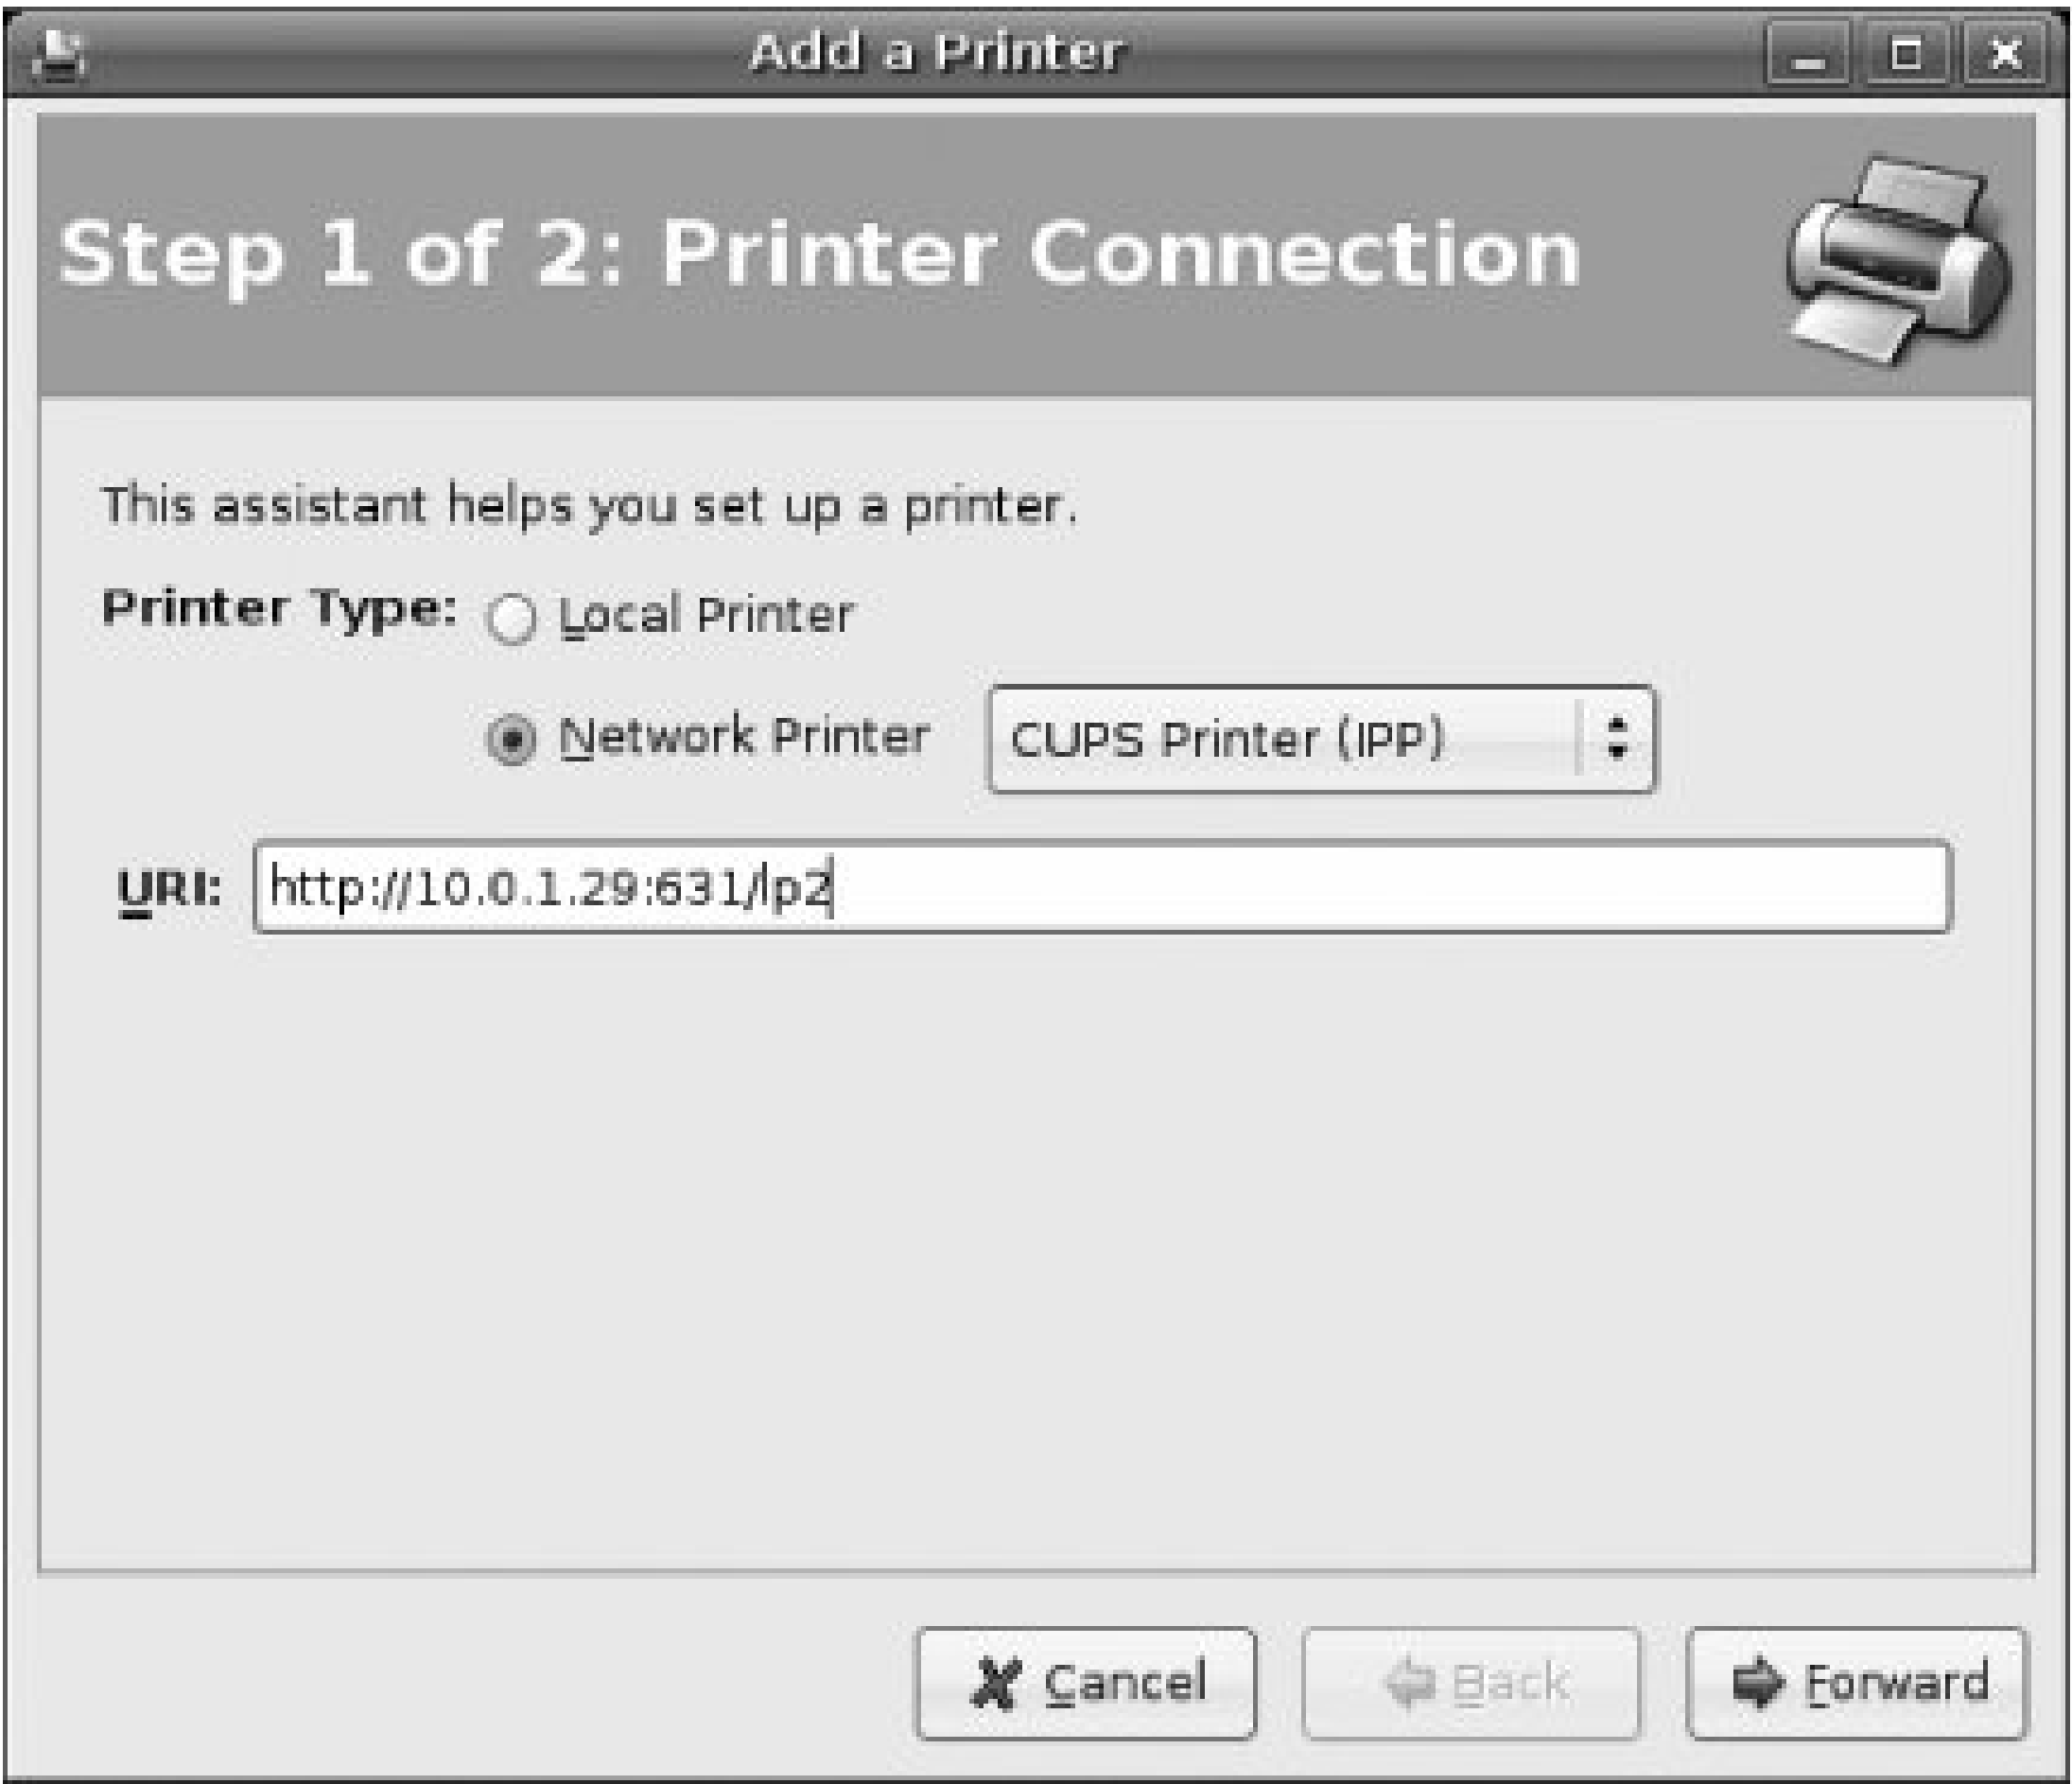 Add a Printer
Step 1 of 2: Printer Connection
This assistant helps you set up a printer.
Printer Type: Local Printer
Network Printer CUPS Printer (IPP)
URI: http://10.0.1.29:631/lp2
Cancel Back Forward